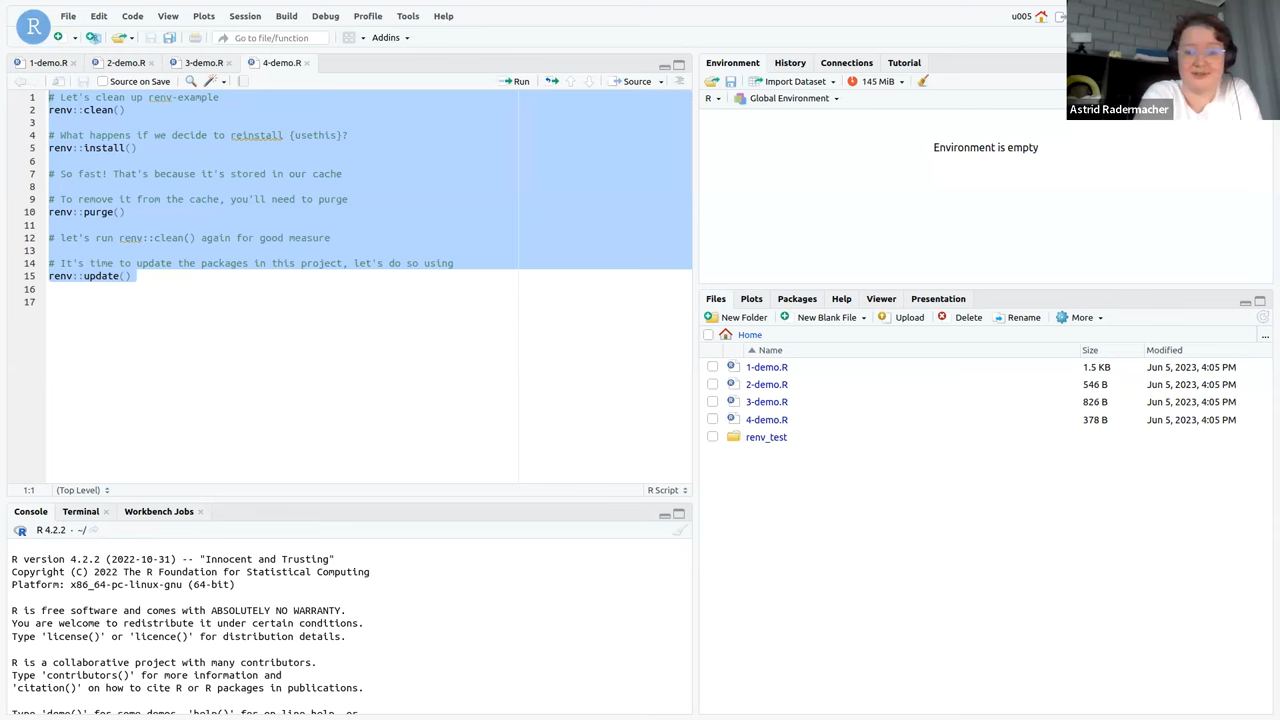 File Edit Code View Plots Session Build Debug Profile Tools Help
u005
R
Go to file/function
Addins
1-demo.R
2-demo.R
3-demo.R
4-demo.R
Source on Save
Run
Source
1 # Let's clean up renv-example
2 renv::clean()
3
4 # What happens if we decide to reinstall {usethis}?
5 renv::install()
6
7 # So fast! That's because it's stored in our cache
8
9 # To remove it from the cache, you'll need to purge
10 renv::purge()
11
12 # let's run renv::clean() again for good measure
13
14 # It's time to update the packages in this project, let's do so using
15 renv::update()
16
17
1:1 (Top Level) R Script
Console Terminal Workbench Jobs
R 4.2.2 · ~/
R version 4.2.2 (2022-10-31) -- "Innocent and Trusting"
Copyright (C) 2022 The R Foundation for Statistical Computing
Platform: x86_64-pc-linux-gnu (64-bit)
R is free software and comes with ABSOLUTELY NO WARRANTY.
You are welcome to redistribute it under certain conditions.
Type 'license()' or 'licence()' for distribution details.
R is a collaborative project with many contributors.
Type 'contributors()' for more information and
'citation()' on how to cite R or R packages in publications.
Type 'demo()' for some demos, 'help()' for on-line help, or
Environment History Connections Tutorial
Import Dataset 145 MiB
R Global Environment
Environment is empty
Astrid Radermacher
Files Plots Packages Help Viewer Presentation
New Folder New Blank File Upload Delete Rename More
Home ...
Name Size Modified
1-demo.R 1.5 KB Jun 5, 2023, 4:05 PM
2-demo.R 546 B Jun 5, 2023, 4:05 PM
3-demo.R 826 B Jun 5, 2023, 4:05 PM
4-demo.R 378 B Jun 5, 2023, 4:05 PM
renv_test